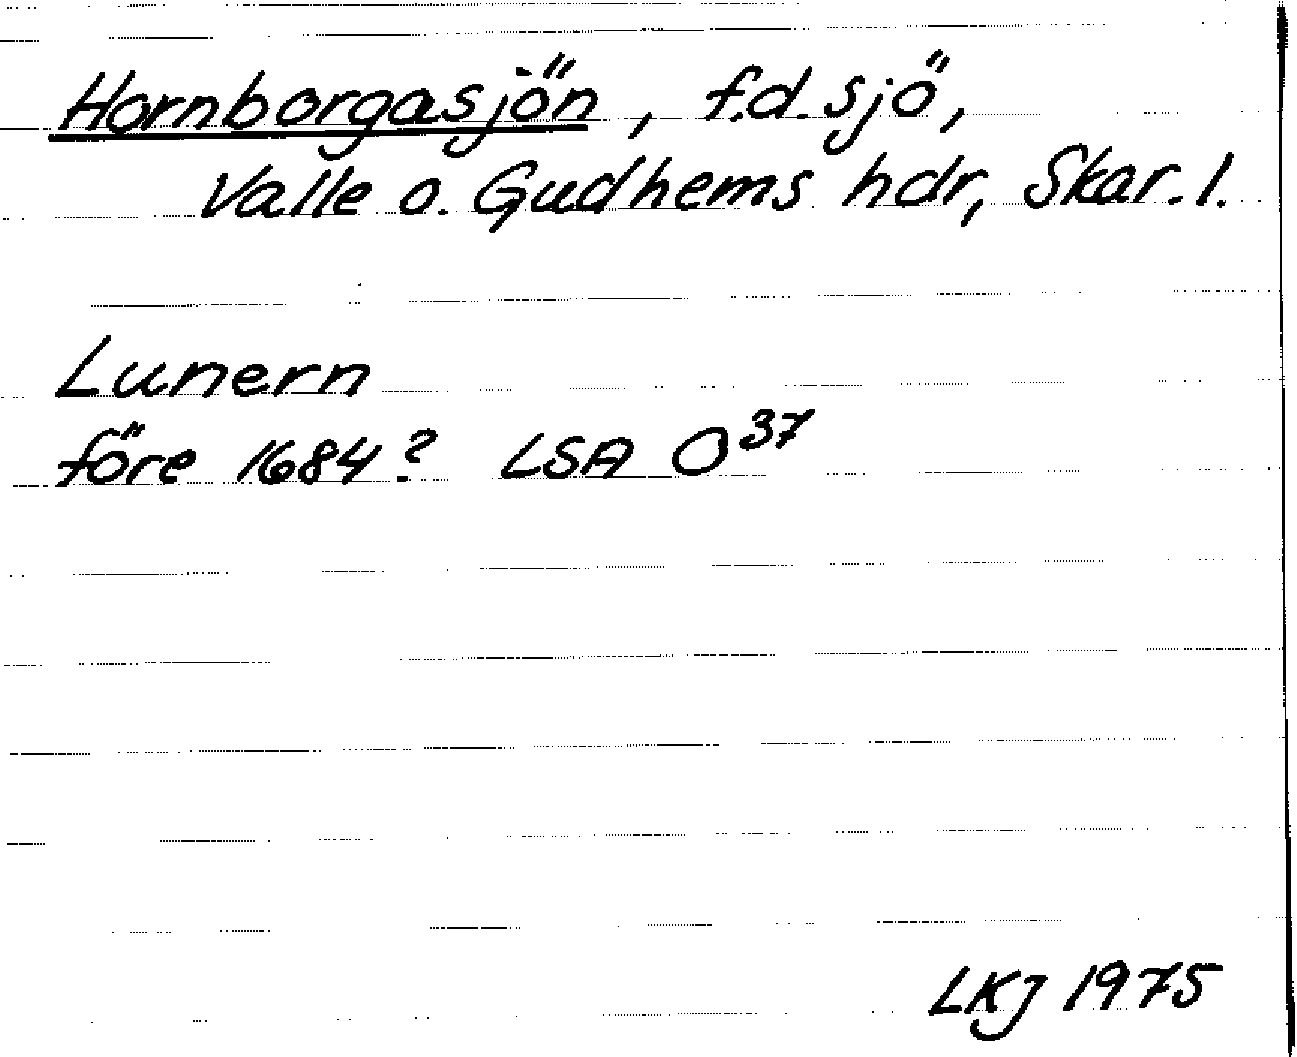 Hornborgasjön, f.d. sjö,
Valle o. Gudhems hdr, Skar. l.
Lunern
före 1684? LSA O37
LKJ 1975